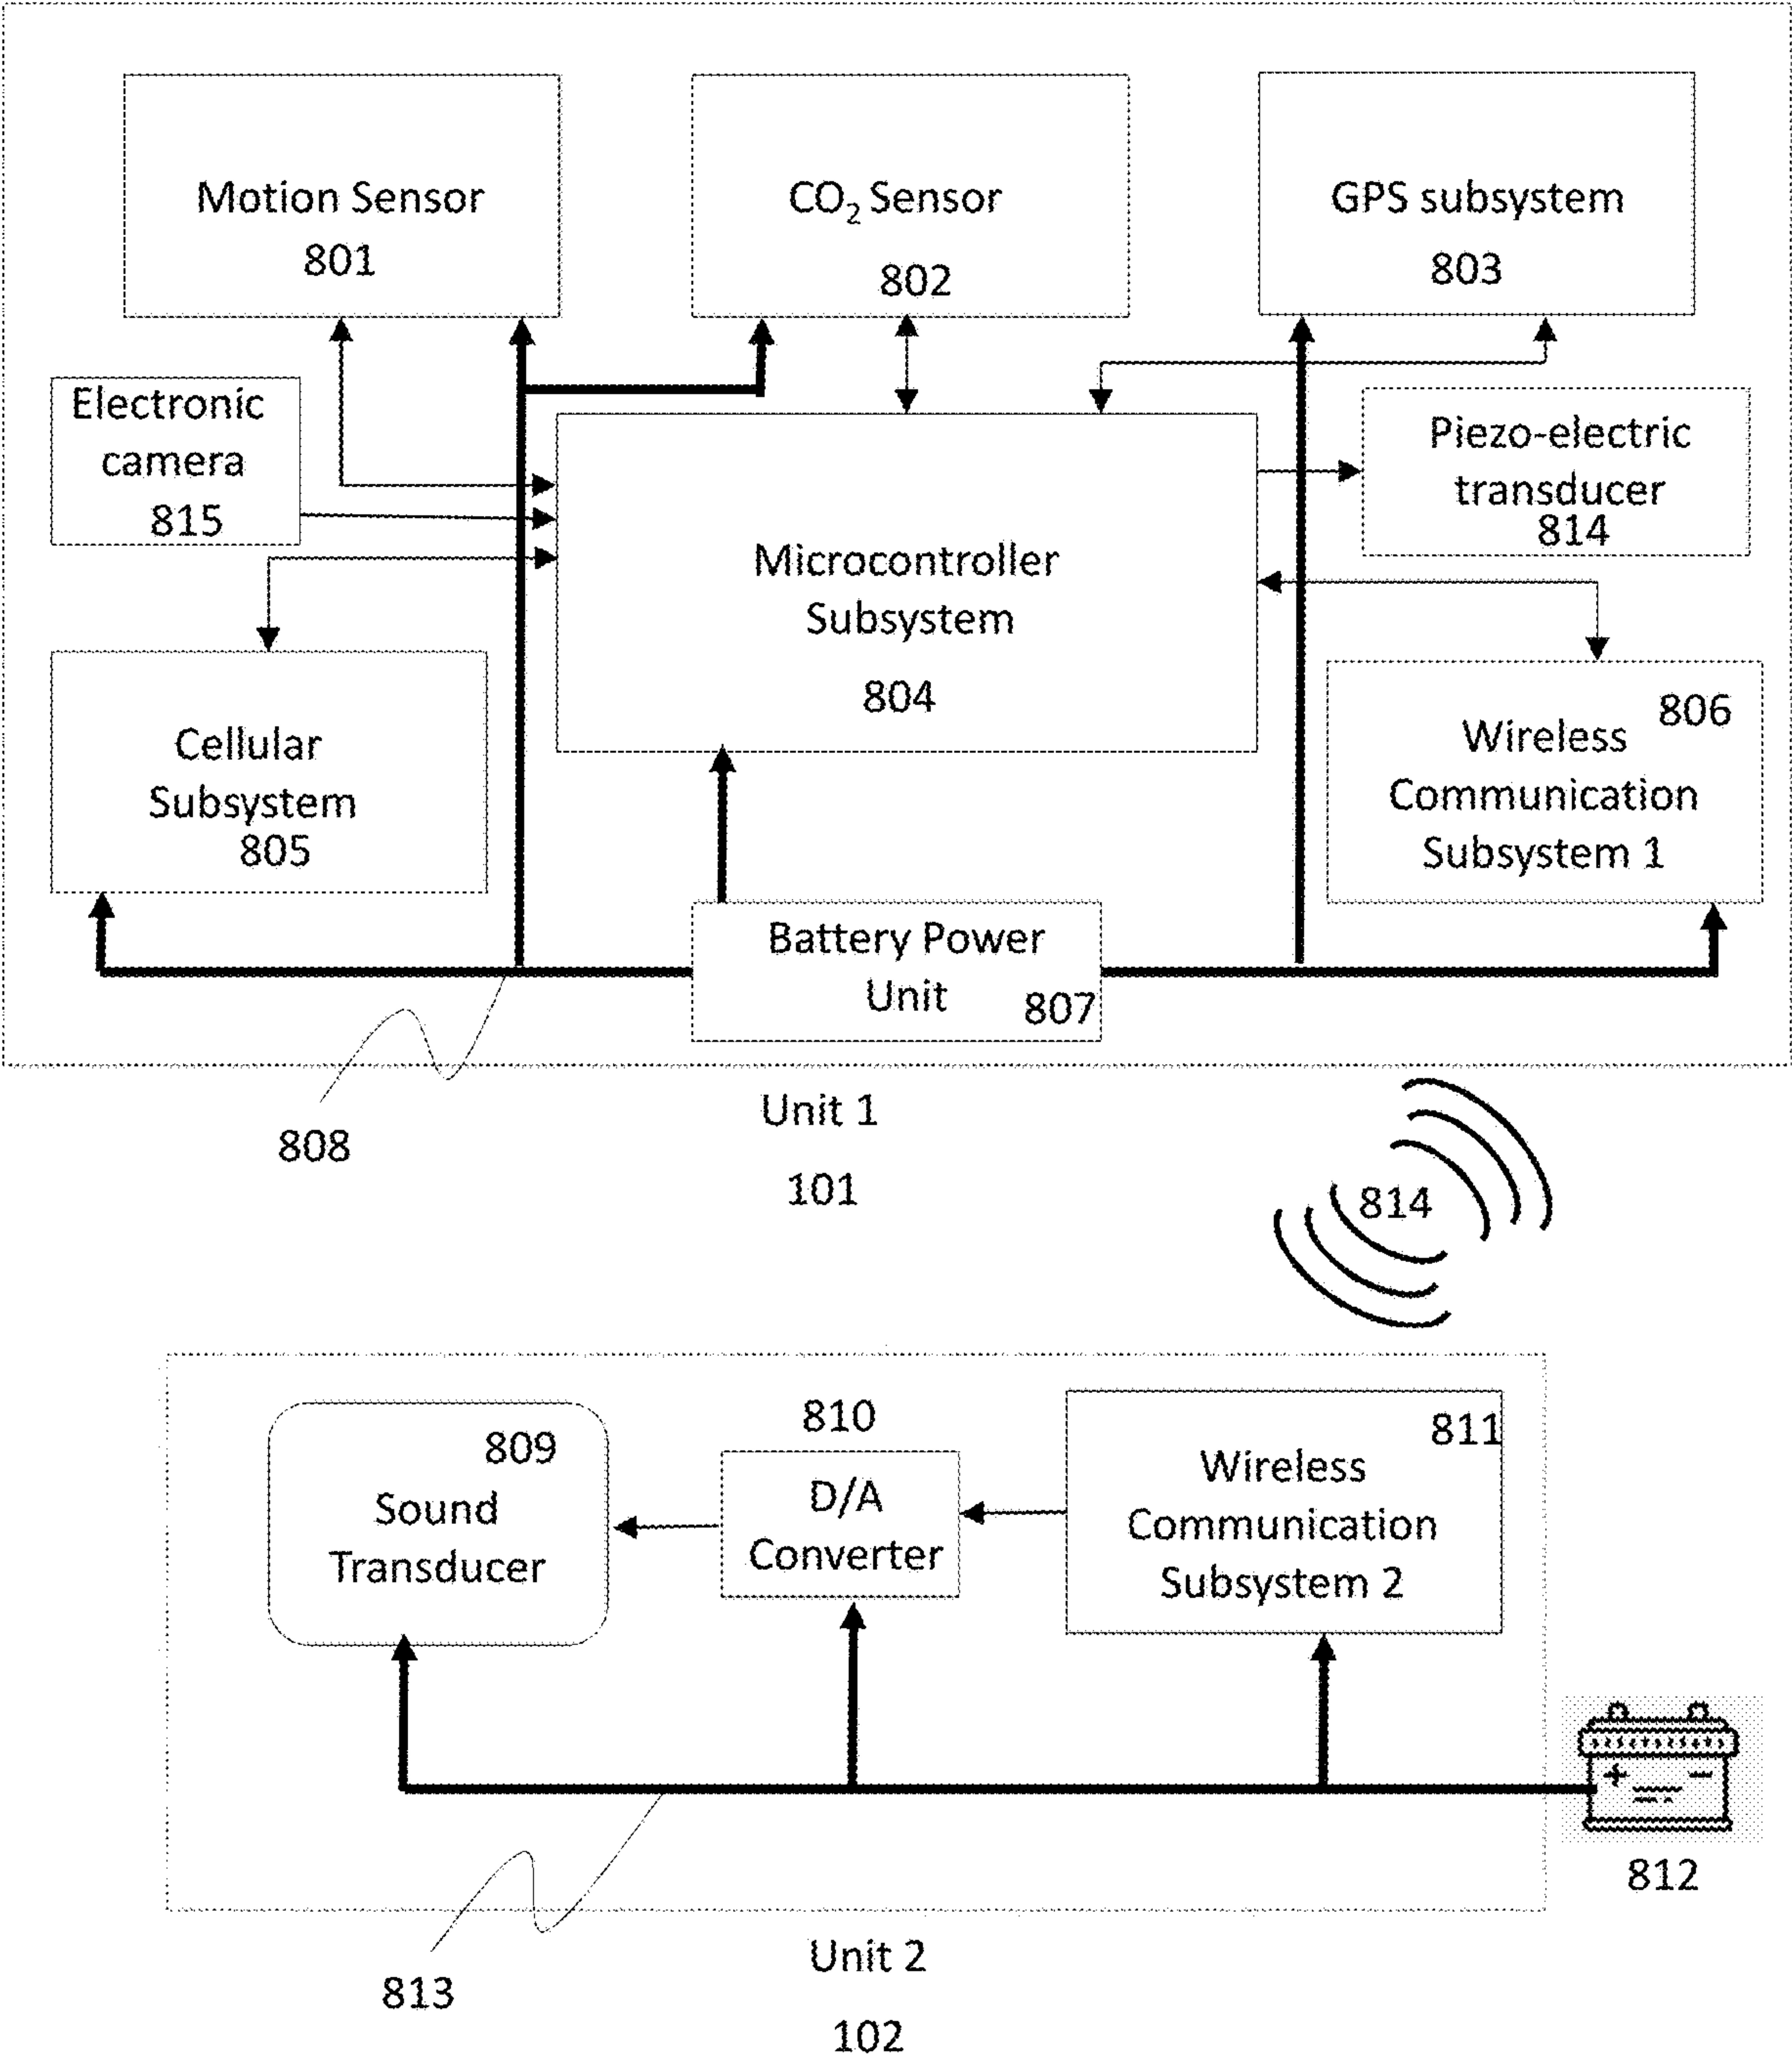 Motion Sensor
801
CO₂ Sensor
802
GPS subsystem
803
Electronic
camera
815
Piezo-electric
transducer
814
Microcontroller
Subsystem
804
Cellular
Subsystem
805
806
Wireless
Communication
Subsystem 1
Battery Power
Unit
807
808
Unit 1
101
814
809
Sound
Transducer
810
D/A
Converter
811
Wireless
Communication
Subsystem 2
+ −
812
813
Unit 2
102